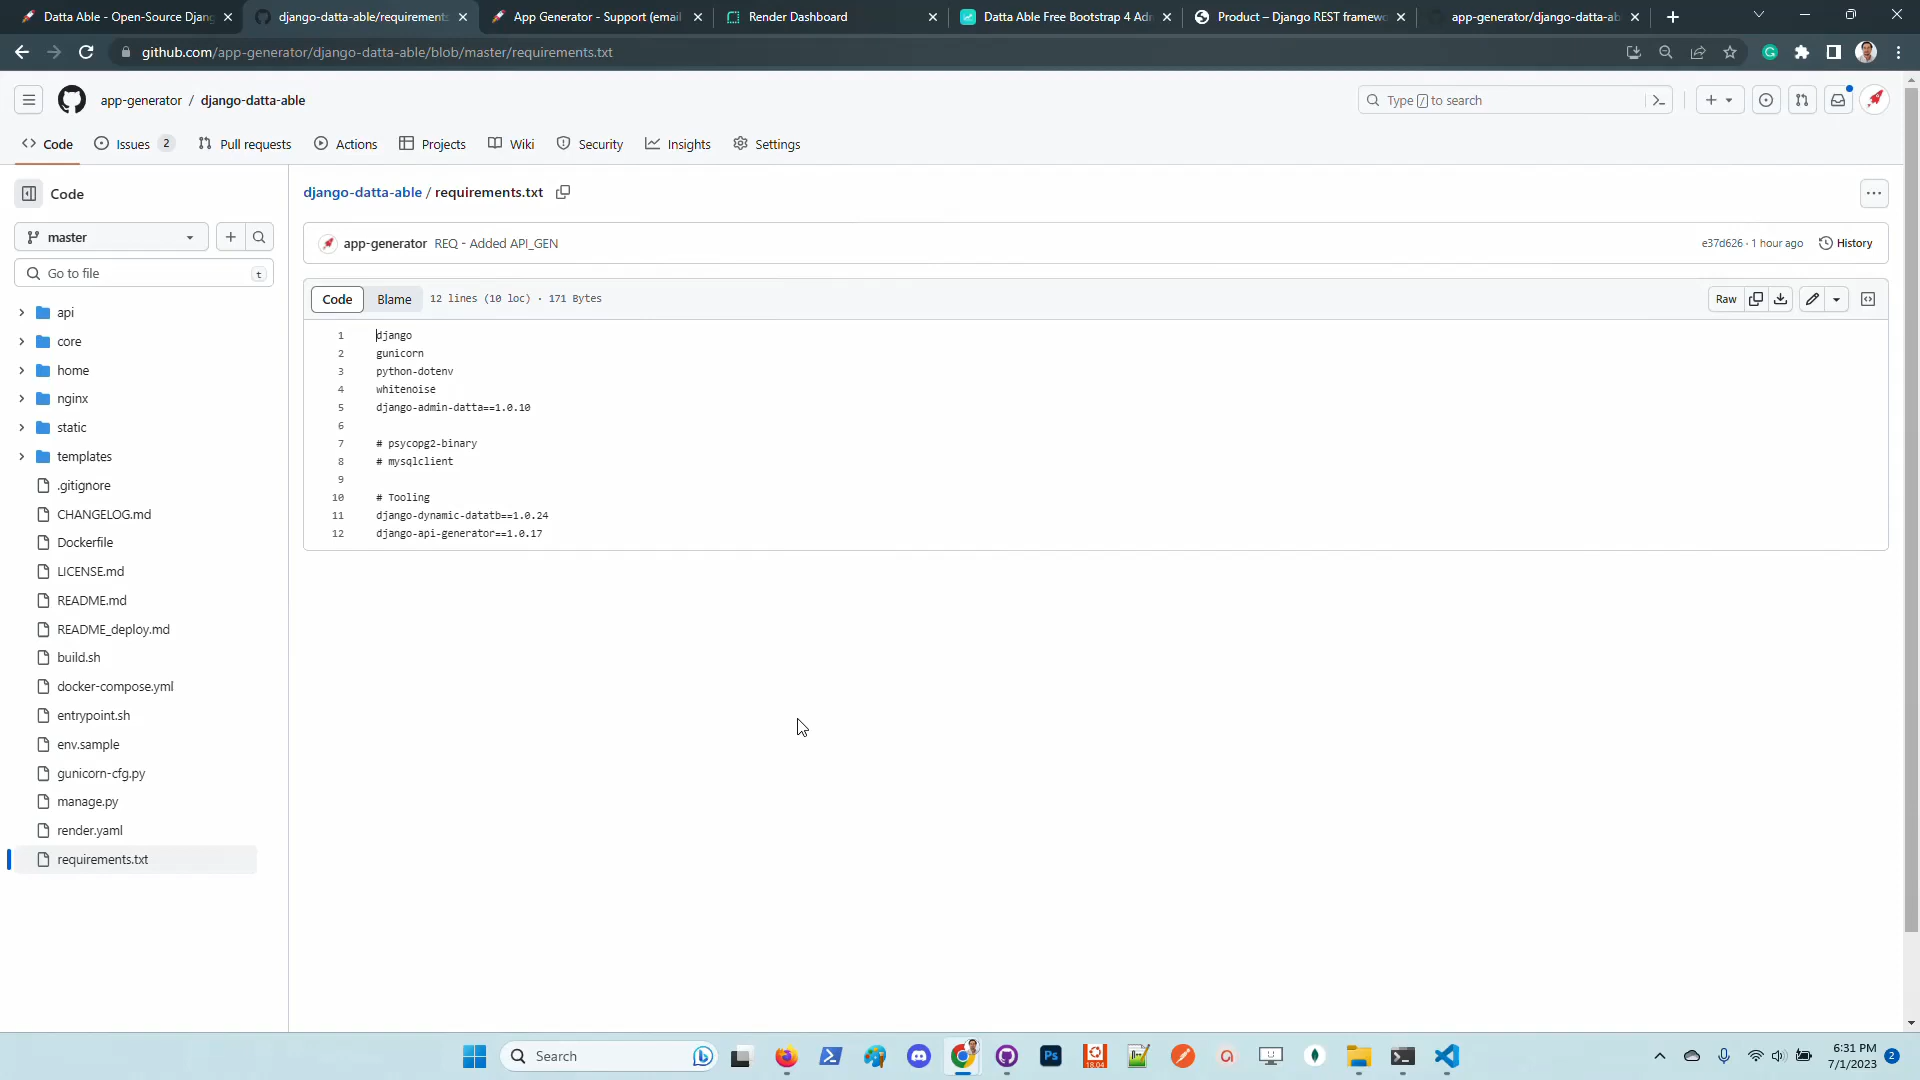 Datta Able - Open-Source Djang
django-datta-able/requirements
App Generator - Support (email
Render Dashboard
Datta Able Free Bootstrap 4 Adm
Product – Django REST framewo
app-generator/django-datta-ab
github.com/app-generator/django-datta-able/blob/master/requirements.txt
app-generator / django-datta-able
Type / to search
Code
Issues 2
Pull requests
Actions
Projects
Wiki
Security
Insights
Settings
Code
django-datta-able / requirements.txt
master
app-generator REQ - Added API_GEN
e37d626 · 1 hour ago
History
Go to file
t
Code
Blame
12 lines (10 loc) · 171 Bytes
Raw
api
core
home
nginx
static
templates
.gitignore
CHANGELOG.md
Dockerfile
LICENSE.md
README.md
README_deploy.md
build.sh
docker-compose.yml
entrypoint.sh
env.sample
gunicorn-cfg.py
manage.py
render.yaml
requirements.txt
1 django
2 gunicorn
3 python-dotenv
4 whitenoise
5 django-admin-datta==1.0.10
6
7 # psycopg2-binary
8 # mysqlclient
9
10 # Tooling
11 django-dynamic-datatb==1.0.24
12 django-api-generator==1.0.17
Search
Ps
18.04
6:31 PM
7/1/2023
2